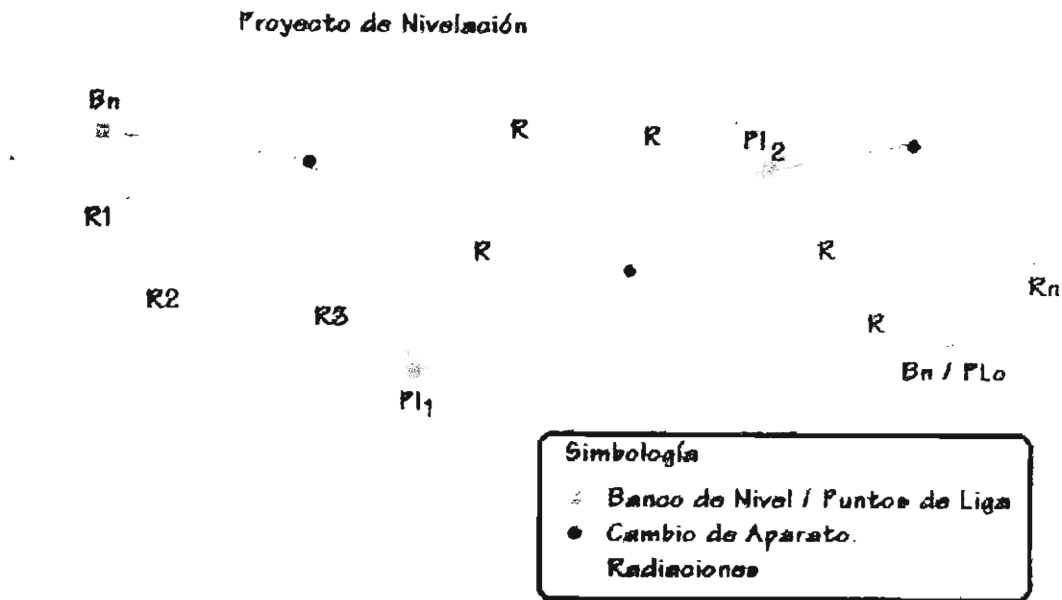 Proyecto de Nivelación
Bn
R
R
Pl2
R1
R
R
R2
R3
Rn
R
Bn / PLo
Pl1
Simbología
Banco de Nivel / Puntos de Liga
Cambio de Aparato.
Radiaciones